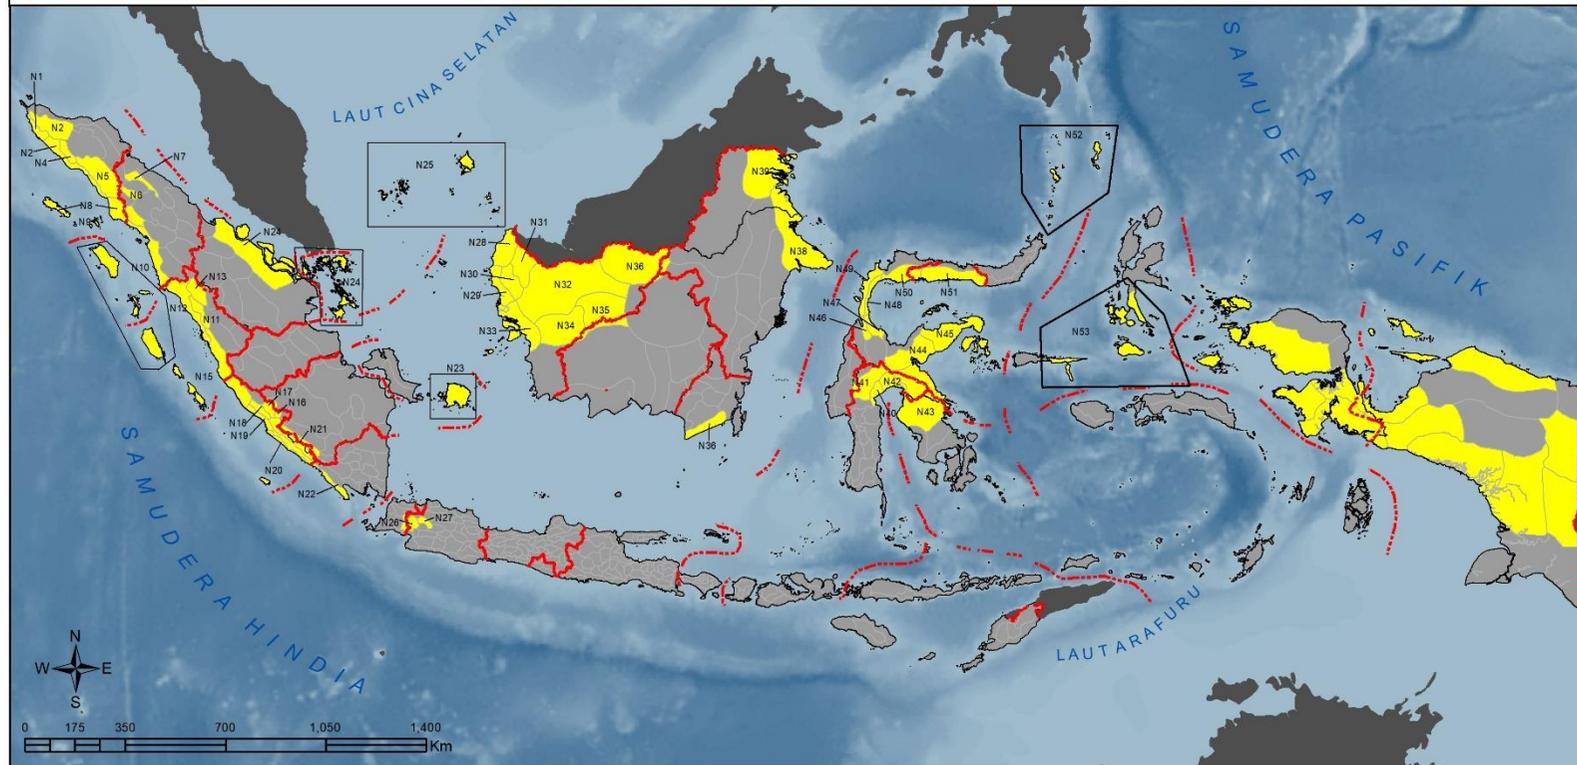 LAUT CINA SELATAN
SAMUDERA PASIFIK
SAMUDERA HINDIA
LAUT ARAFURU
N1
N2
N2
N4
N5
N7
N6
N8
N9
N10
N24
N13
N12
N11
N24
N25
N15
N17
N16
N18
N19
N21
N20
N22
N23
N26
N27
N28
N31
N30
N29
N32
N36
N33
N34
N35
N36
N39
N38
N49
N50
N51
N48
N47
N46
N45
N44
N41
N42
N40
N43
N52
N53
N
W
E
S
0 175 350 700 1,050 1,400
Km